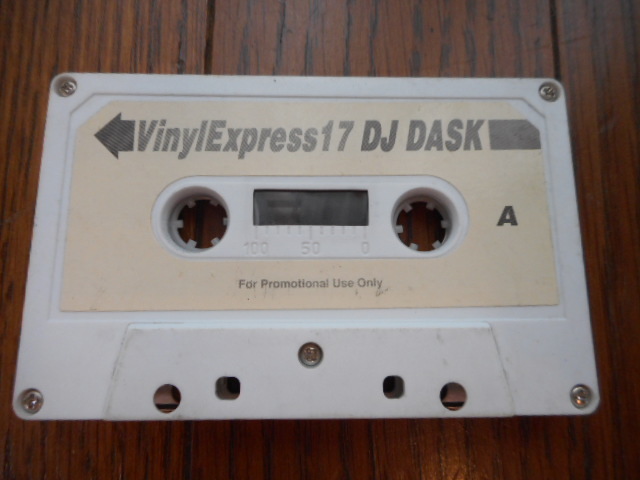 VinylExpress17 DJ DASK
A
100 50 0
For Promotional Use Only